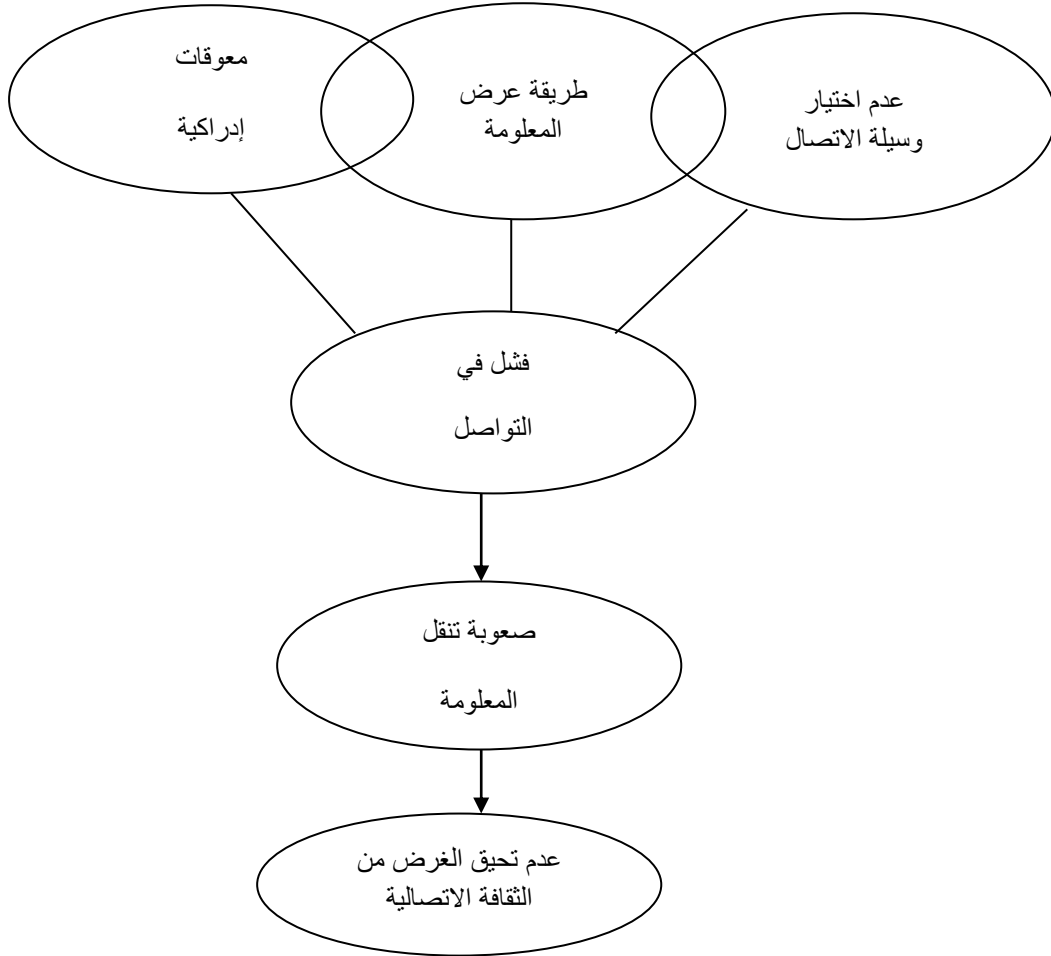 معوقات
إدراكية
طريقة عرض
المعلومة
عدم اختيار
وسيلة الاتصال
فشل في
التواصل
صعوبة تنقل
المعلومة
عدم تحيق الغرض من
الثقافة الاتصالية